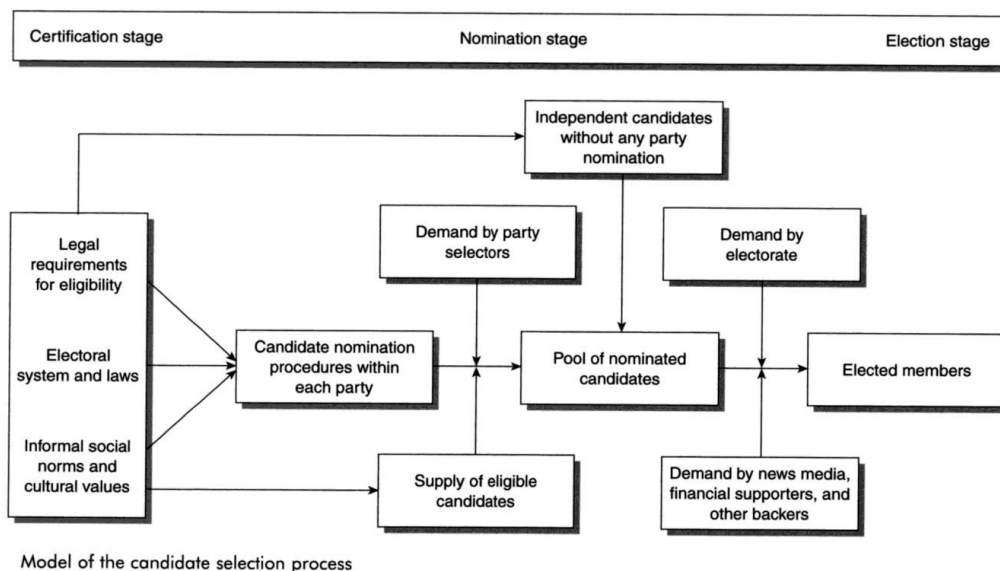 Certification stage
Nomination stage
Election stage
Independent candidates
without any party
nomination
Legal
requirements
for eligibility
Electoral
system and laws
Informal social
norms and
cultural values
Demand by party
selectors
Demand by
electorate
Candidate nomination
procedures within
each party
Pool of nominated
candidates
Elected members
Supply of eligible
candidates
Demand by news media,
financial supporters, and
other backers
Model of the candidate selection process